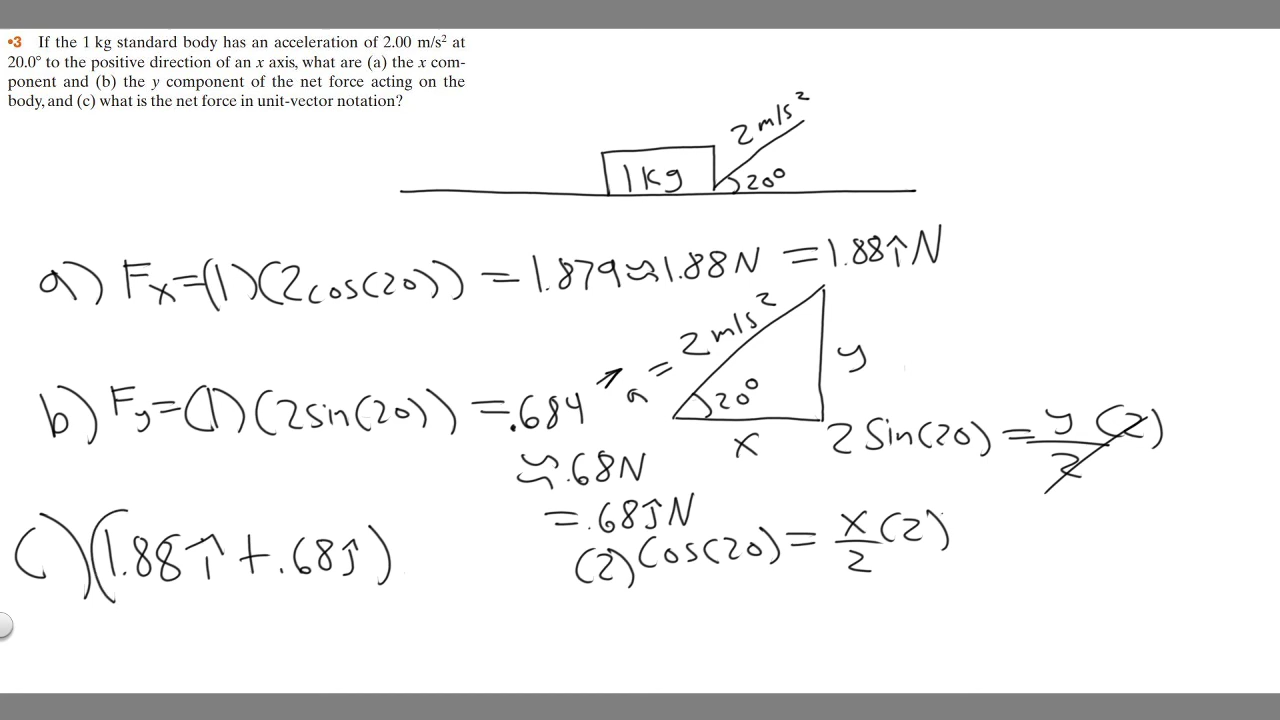 •3 If the 1 kg standard body has an acceleration of 2.00 m/s² at
20.0° to the positive direction of an x axis, what are (a) the x com-
ponent and (b) the y component of the net force acting on the
body, and (c) what is the net force in unit-vector notation?
2 m/s²
1 kg
20°
a) Fx=(1)(2cos(20)) = 1.879≈1.88N = 1.88îN
b) Fy=(1)(2sin(20)) = .684
≈.68N
= .68ĵN
a⃗ = 2 m/s²
20°
y
x
2 Sin(20) = y/2 (2)
(2) Cos(20) = x/2 (2)
c) (1.88î + .68ĵ)